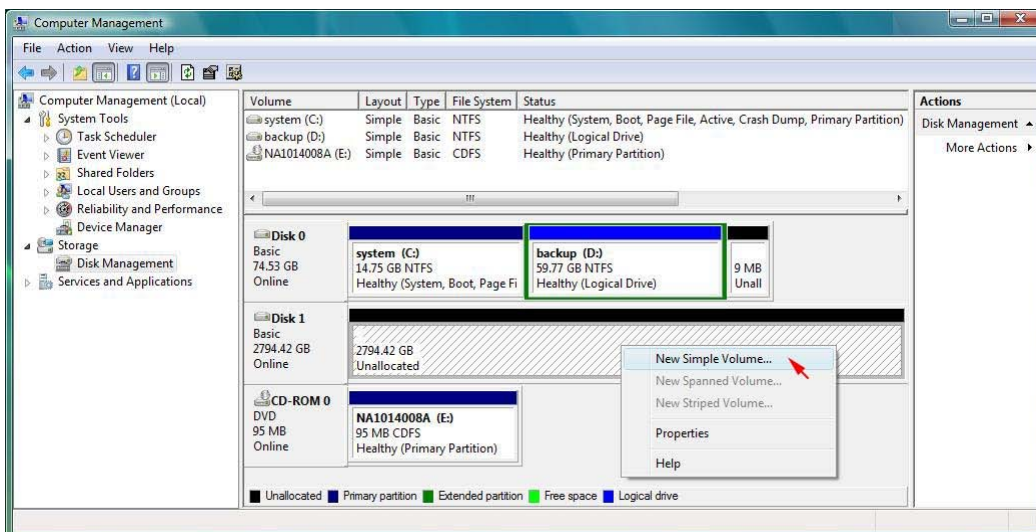 Computer Management
File Action View Help
Computer Management (Local)
System Tools
Task Scheduler
Event Viewer
Shared Folders
Local Users and Groups
Reliability and Performance
Device Manager
Storage
Disk Management
Services and Applications
Volume Layout Type File System Status
system (C:) Simple Basic NTFS Healthy (System, Boot, Page File, Active, Crash Dump, Primary Partition)
backup (D:) Simple Basic NTFS Healthy (Logical Drive)
NA1014008A (E:) Simple Basic CDFS Healthy (Primary Partition)
Disk 0
Basic
74.53 GB
Online
system (C:)
14.75 GB NTFS
Healthy (System, Boot, Page Fi
backup (D:)
59.77 GB NTFS
Healthy (Logical Drive)
9 MB
Unall
Disk 1
Basic
2794.42 GB
Online
2794.42 GB
Unallocated
New Simple Volume...
New Spanned Volume...
New Striped Volume...
Properties
Help
CD-ROM 0
DVD
95 MB
Online
NA1014008A (E:)
95 MB CDFS
Healthy (Primary Partition)
Unallocated Primary partition Extended partition Free space Logical drive
Actions
Disk Management
More Actions